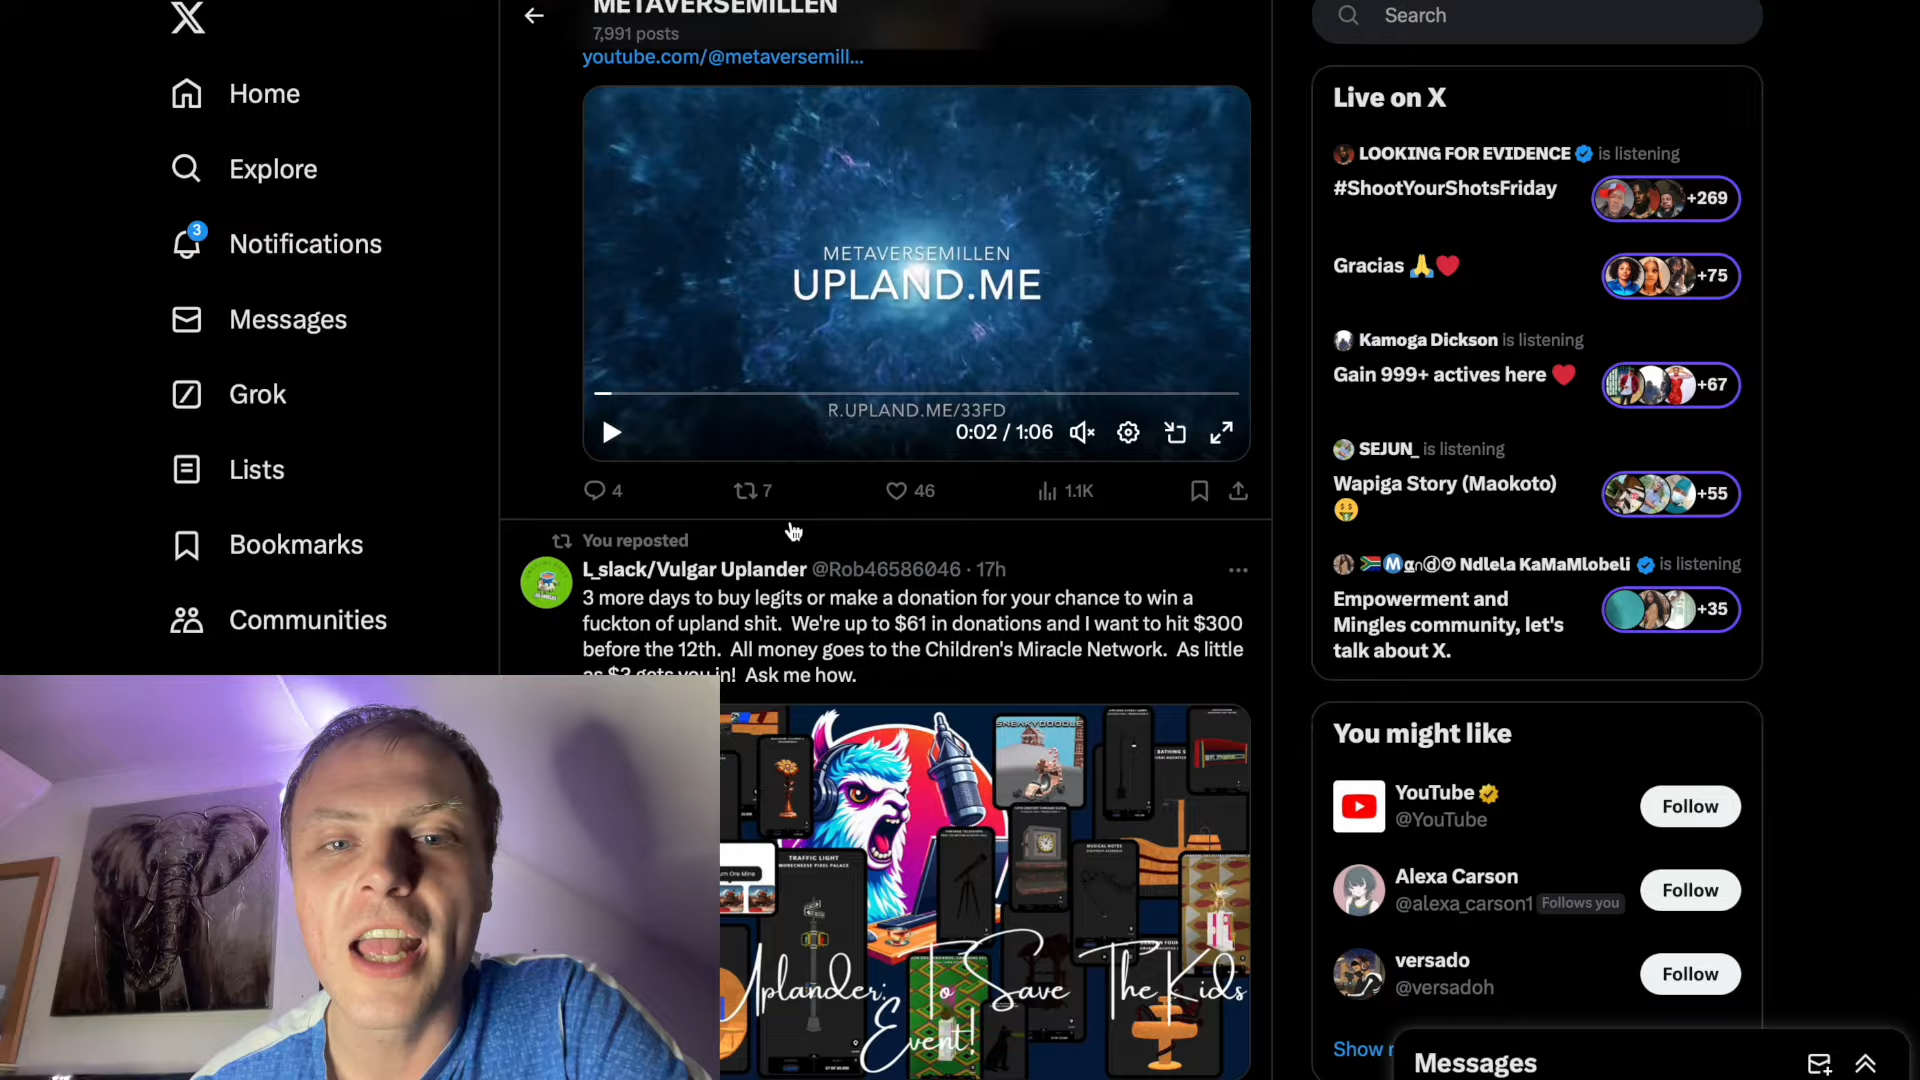 Home
Explore
3
Notifications
Messages
Grok
Lists
Bookmarks
Communities
METAVERSEMILLEN
7,991 posts
youtube.com/@metaversemill...
METAVERSEMILLEN
UPLAND.ME
R.UPLAND.ME/33FD
0:02 / 1:06
4
7
46
1.1K
You reposted
L_slack/Vulgar Uplander @Rob46586046 · 17h
3 more days to buy legits or make a donation for your chance to win a
fuckton of upland shit. We're up to $61 in donations and I want to hit $300
before the 12th. All money goes to the Children's Miracle Network. As little
as $3 gets you in! Ask me how.
SNEAKYDOODLE
TRAFFIC LIGHT
MUSICAL NOTES
Uplander: To Save The Kids
Event!
Search
Live on X
LOOKING FOR EVIDENCE is listening
#ShootYourShotsFriday
+269
Gracias 🙏❤️
+75
Kamoga Dickson is listening
Gain 999+ actives here ❤️
+67
SEJUN_ is listening
Wapiga Story (Maokoto)
🤑
+55
🇿🇦Ⓜ️α̲n̲ⓓⓋ Ndlela KaMaMlobeli is listening
Empowerment and
Mingles community, let's
talk about X.
+35
You might like
YouTube
@YouTube
Follow
Alexa Carson
@alexa_carson1 Follows you
Follow
versado
@versadoh
Follow
Show
Messages